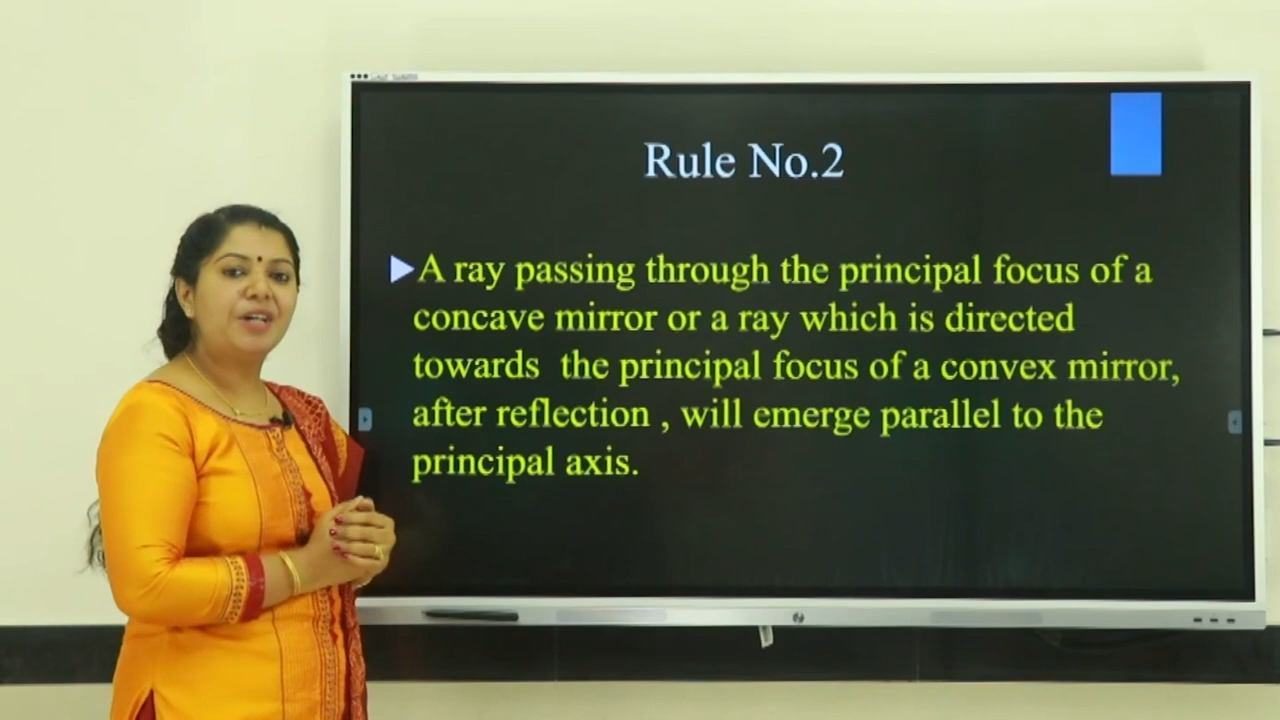 Rule No.2
A ray passing through the principal focus of a
concave mirror or a ray which is directed
towards the principal focus of a convex mirror,
after reflection , will emerge parallel to the
principal axis.